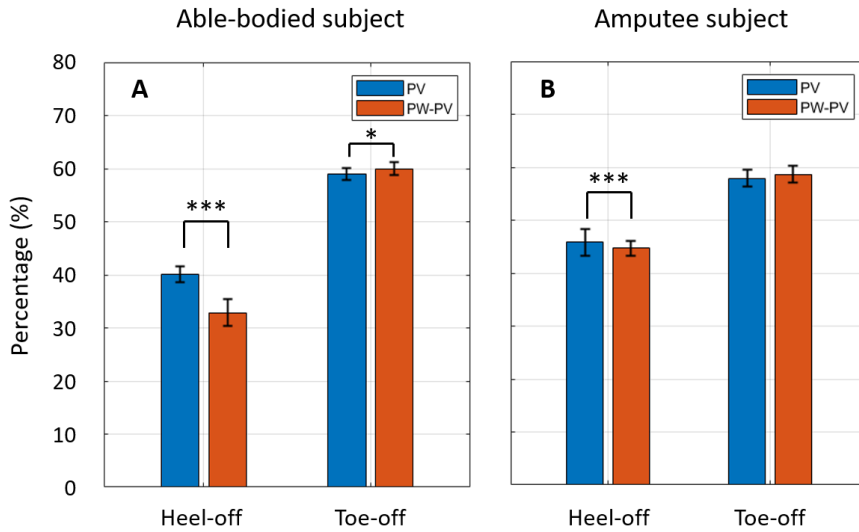 Able-bodied subject
Amputee subject
Percentage (%)
80
70
60
50
40
30
20
10
0
A
PV
PW-PV
***
*
Heel-off
Toe-off
B
PV
PW-PV
***
Heel-off
Toe-off